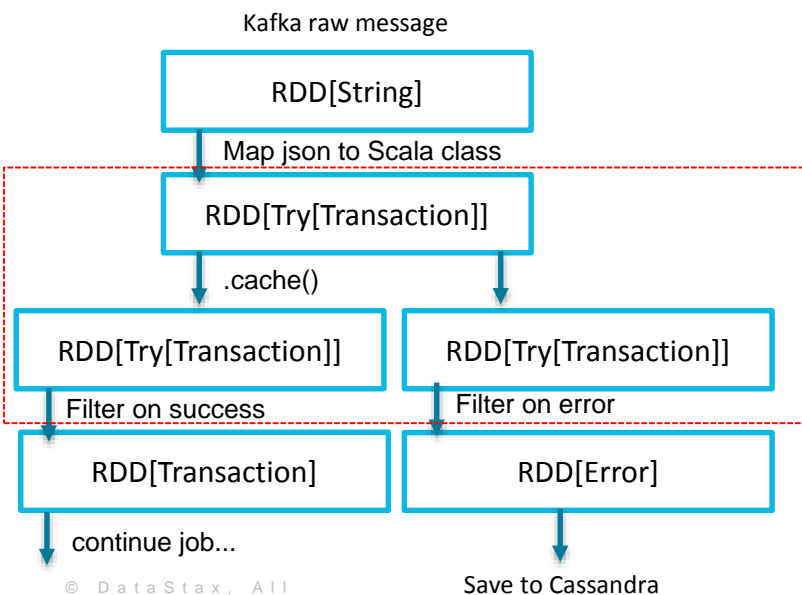 Kafka raw message
RDD[String]
Map json to Scala class
RDD[Try[Transaction]]
.cache()
RDD[Try[Transaction]]
RDD[Try[Transaction]]
Filter on success
Filter on error
RDD[Transaction]
RDD[Error]
continue job...
© DataStax, All
Save to Cassandra